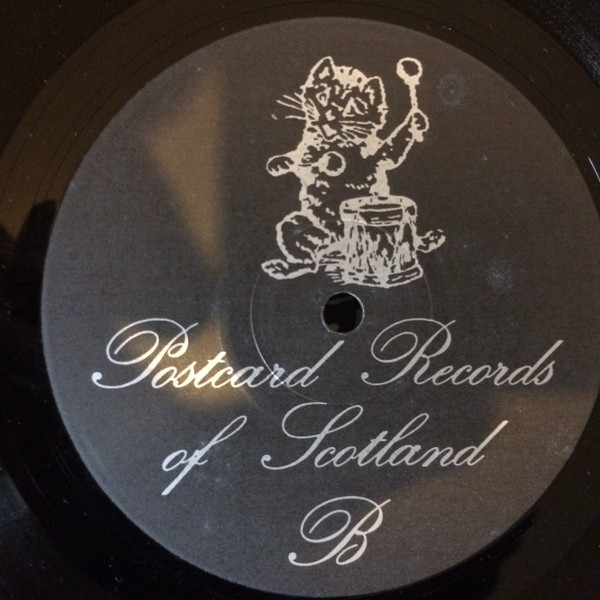 Postcard Records
of Scotland
B